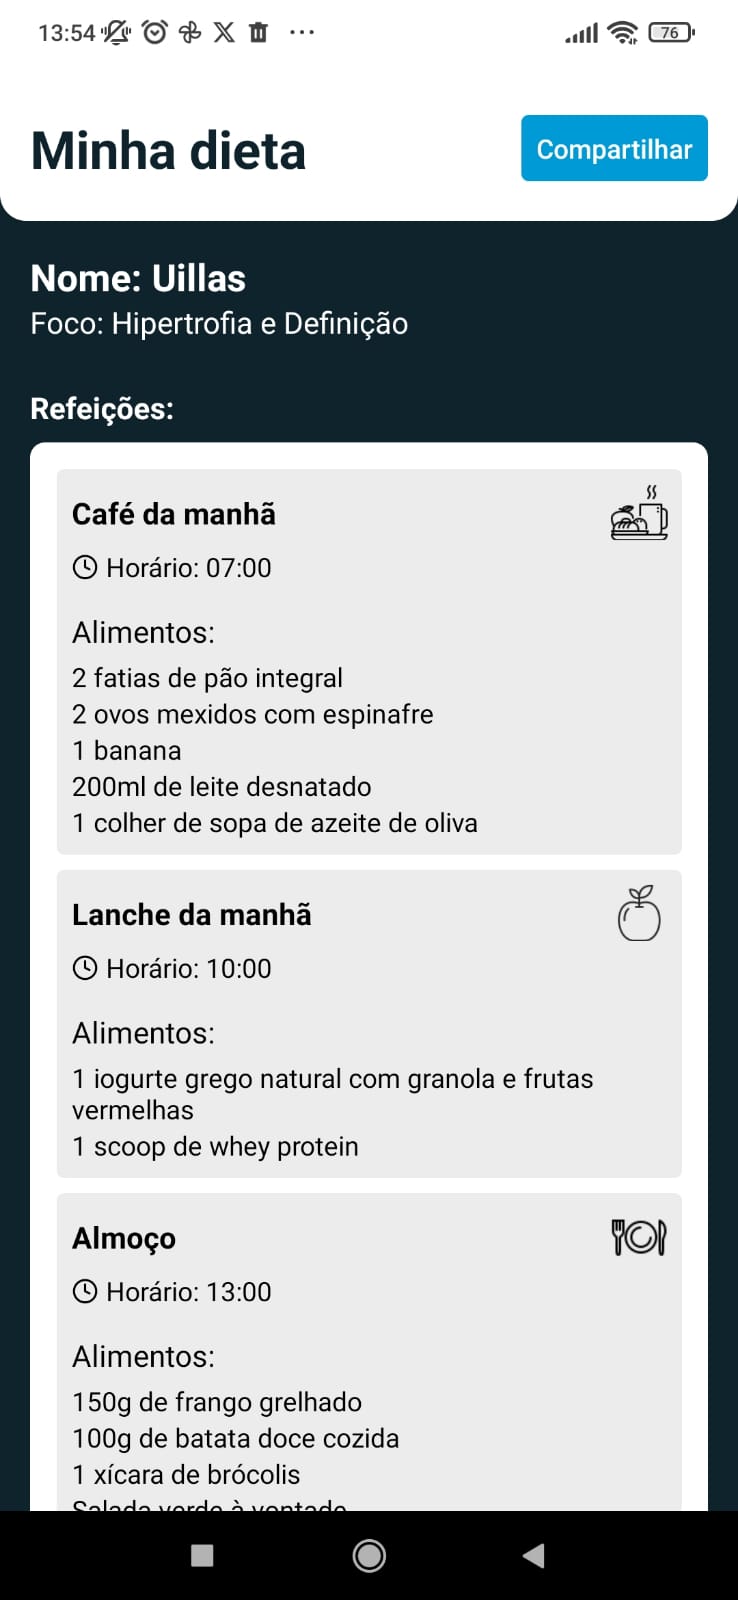 13:54
76
Minha dieta
Compartilhar
Nome: Uillas
Foco: Hipertrofia e Definição
Refeições:
Café da manhã
Horário: 07:00
Alimentos:
2 fatias de pão integral
2 ovos mexidos com espinafre
1 banana
200ml de leite desnatado
1 colher de sopa de azeite de oliva
Lanche da manhã
Horário: 10:00
Alimentos:
1 iogurte grego natural com granola e frutas
vermelhas
1 scoop de whey protein
Almoço
Horário: 13:00
Alimentos:
150g de frango grelhado
100g de batata doce cozida
1 xícara de brócolis
Salada verde à vontade